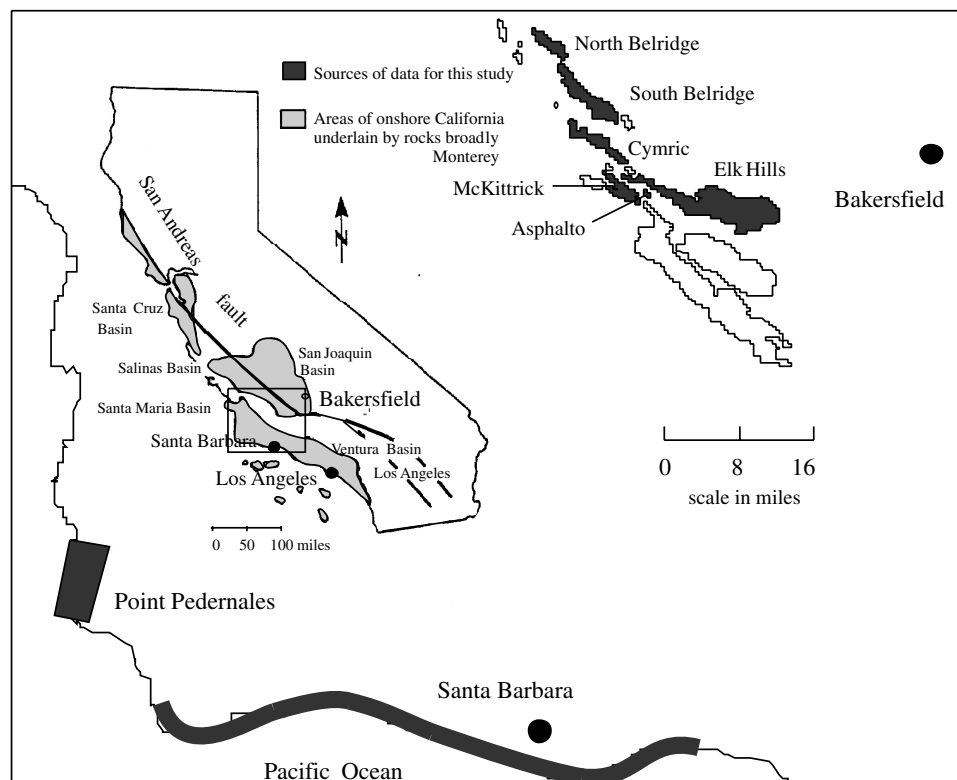 North Belridge
Sources of data for this study
South Belridge
Areas of onshore California
underlain by rocks broadly
Monterey
Cymric
Elk Hills
McKittrick
Bakersfield
Asphalto
San Andreas
fault
N
Santa Cruz
Basin
San Joaquin
Basin
Salinas Basin
Bakersfield
Santa Maria Basin
Santa Barbara
Ventura Basin
Los Angeles
Los Angeles
0 8 16
scale in miles
0 50 100 miles
Point Pedernales
Santa Barbara
Pacific Ocean